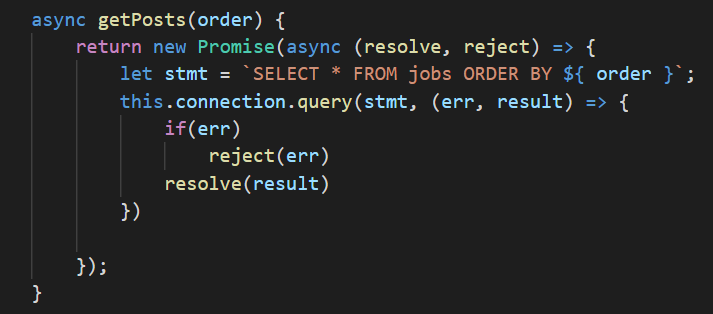 async getPosts(order) {
return new Promise(async (resolve, reject) => {
let stmt = `SELECT * FROM jobs ORDER BY ${ order }`;
this.connection.query(stmt, (err, result) => {
if(err)
reject(err)
resolve(result)
})
});
}